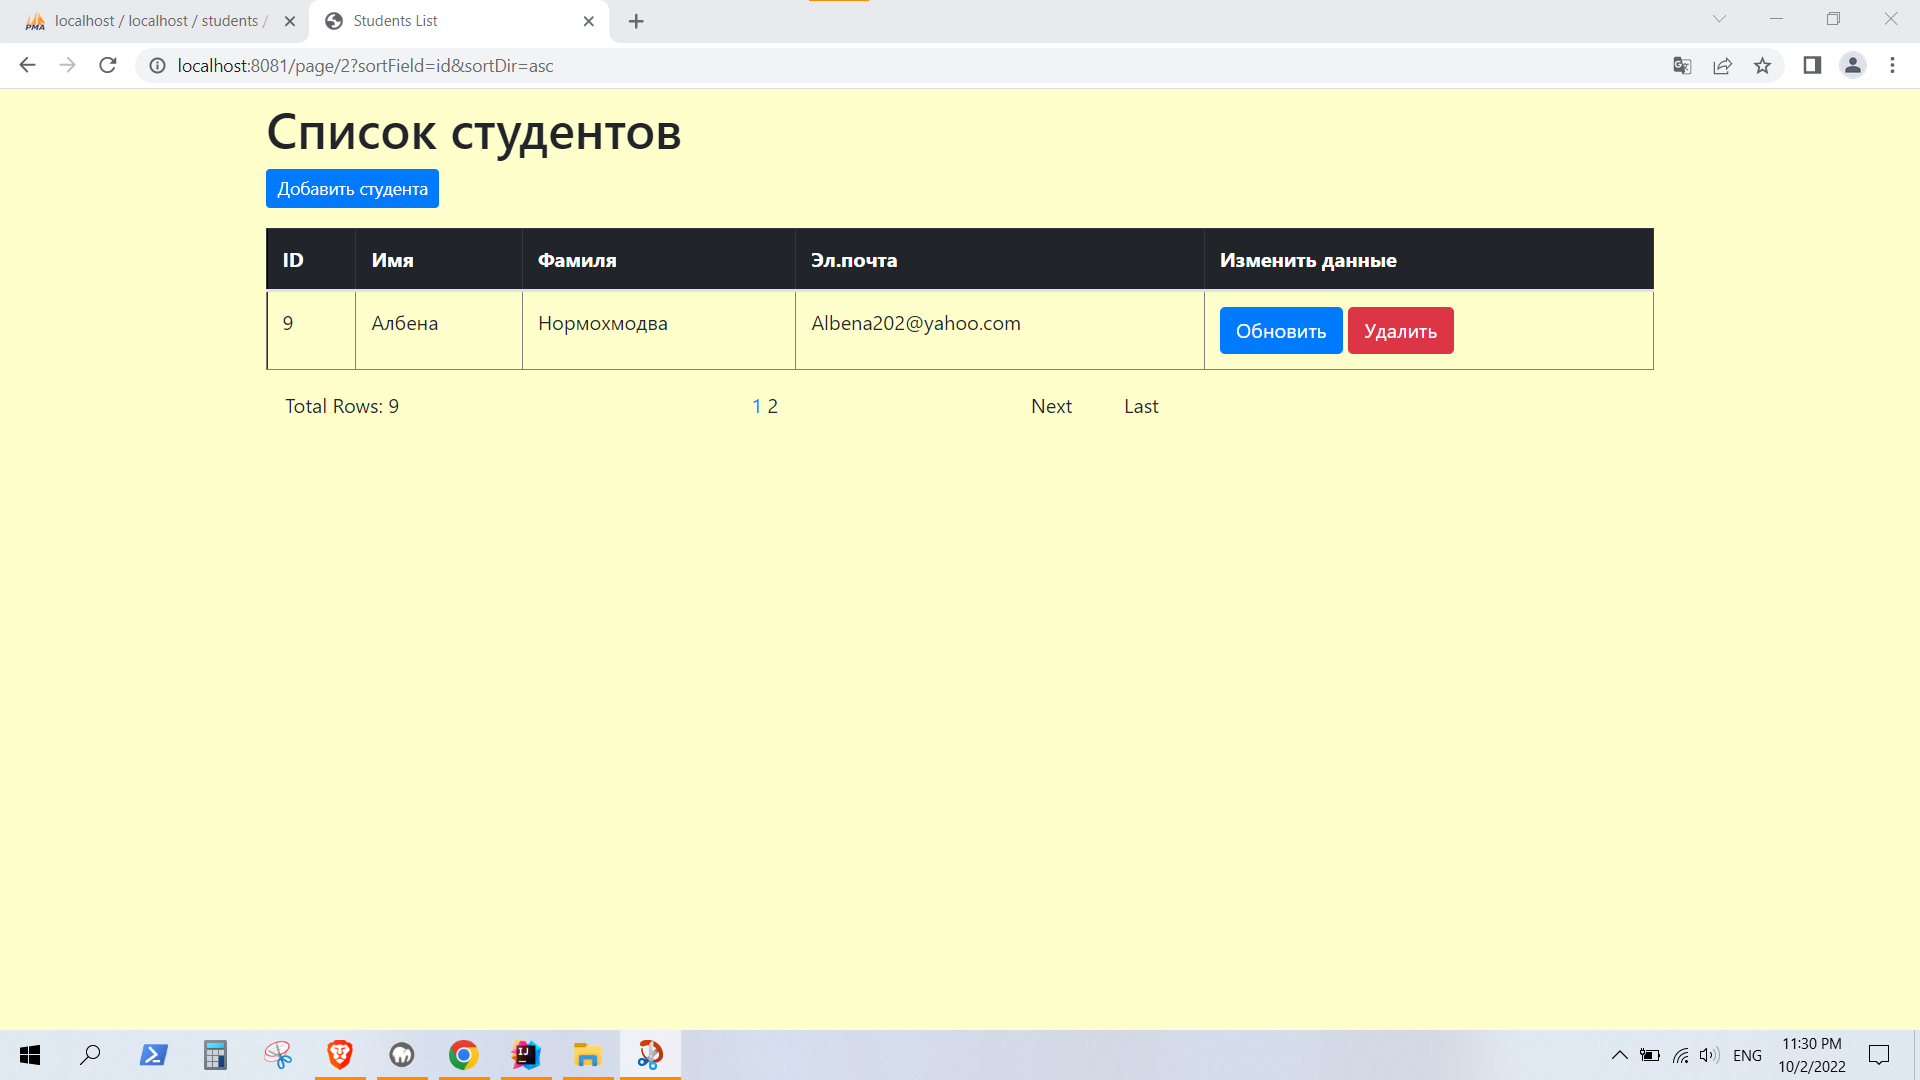 localhost / localhost / students /
Students List
localhost:8081/page/2?sortField=id&sortDir=asc
Список студентов
Добавить студента
ID Имя Фамиля Эл.почта Изменить данные
9 Албена Нормохмодва Albena202@yahoo.com Обновить Удалить
Total Rows: 9 1 2 Next Last
ENG
11:30 PM
10/2/2022